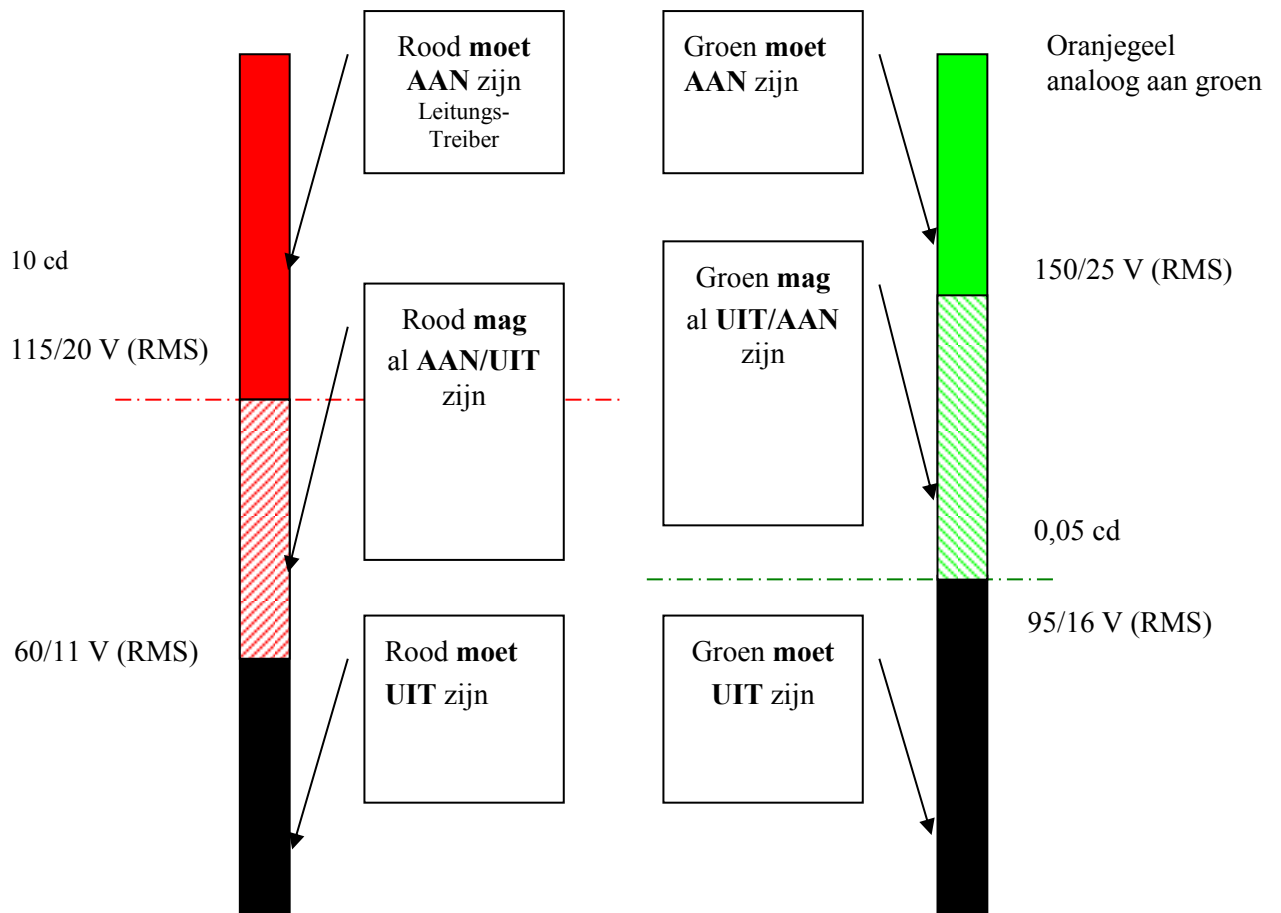 Rood moet
AAN zijn
Leitungs-
Treiber
Groen moet
AAN zijn
Oranjegeel
analoog aan groen
10 cd
115/20 V (RMS)
Rood mag
al AAN/UIT
zijn
Groen mag
al UIT/AAN
zijn
150/25 V (RMS)
0,05 cd
95/16 V (RMS)
60/11 V (RMS)
Rood moet
UIT zijn
Groen moet
UIT zijn